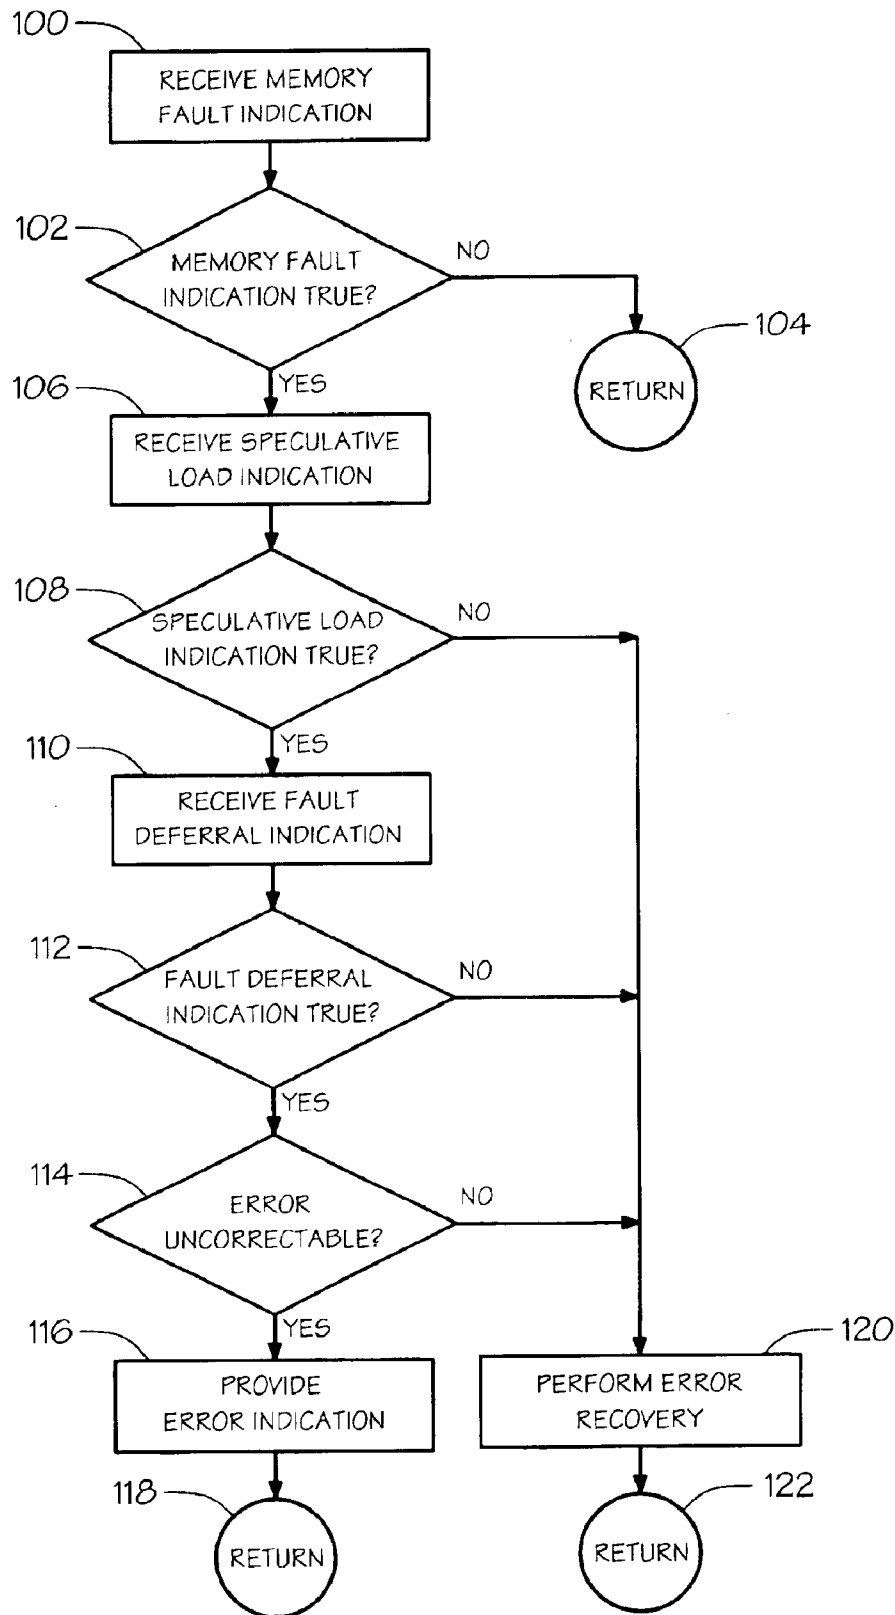 100
RECEIVE MEMORY
FAULT INDICATION
102
MEMORY FAULT
INDICATION TRUE?
NO
104
RETURN
YES
106
RECEIVE SPECULATIVE
LOAD INDICATION
108
SPECULATIVE LOAD
INDICATION TRUE?
NO
YES
110
RECEIVE FAULT
DEFERRAL INDICATION
112
FAULT DEFERRAL
INDICATION TRUE?
NO
YES
114
ERROR
UNCORRECTABLE?
NO
YES
116
PROVIDE
ERROR INDICATION
120
PERFORM ERROR
RECOVERY
118
RETURN
122
RETURN